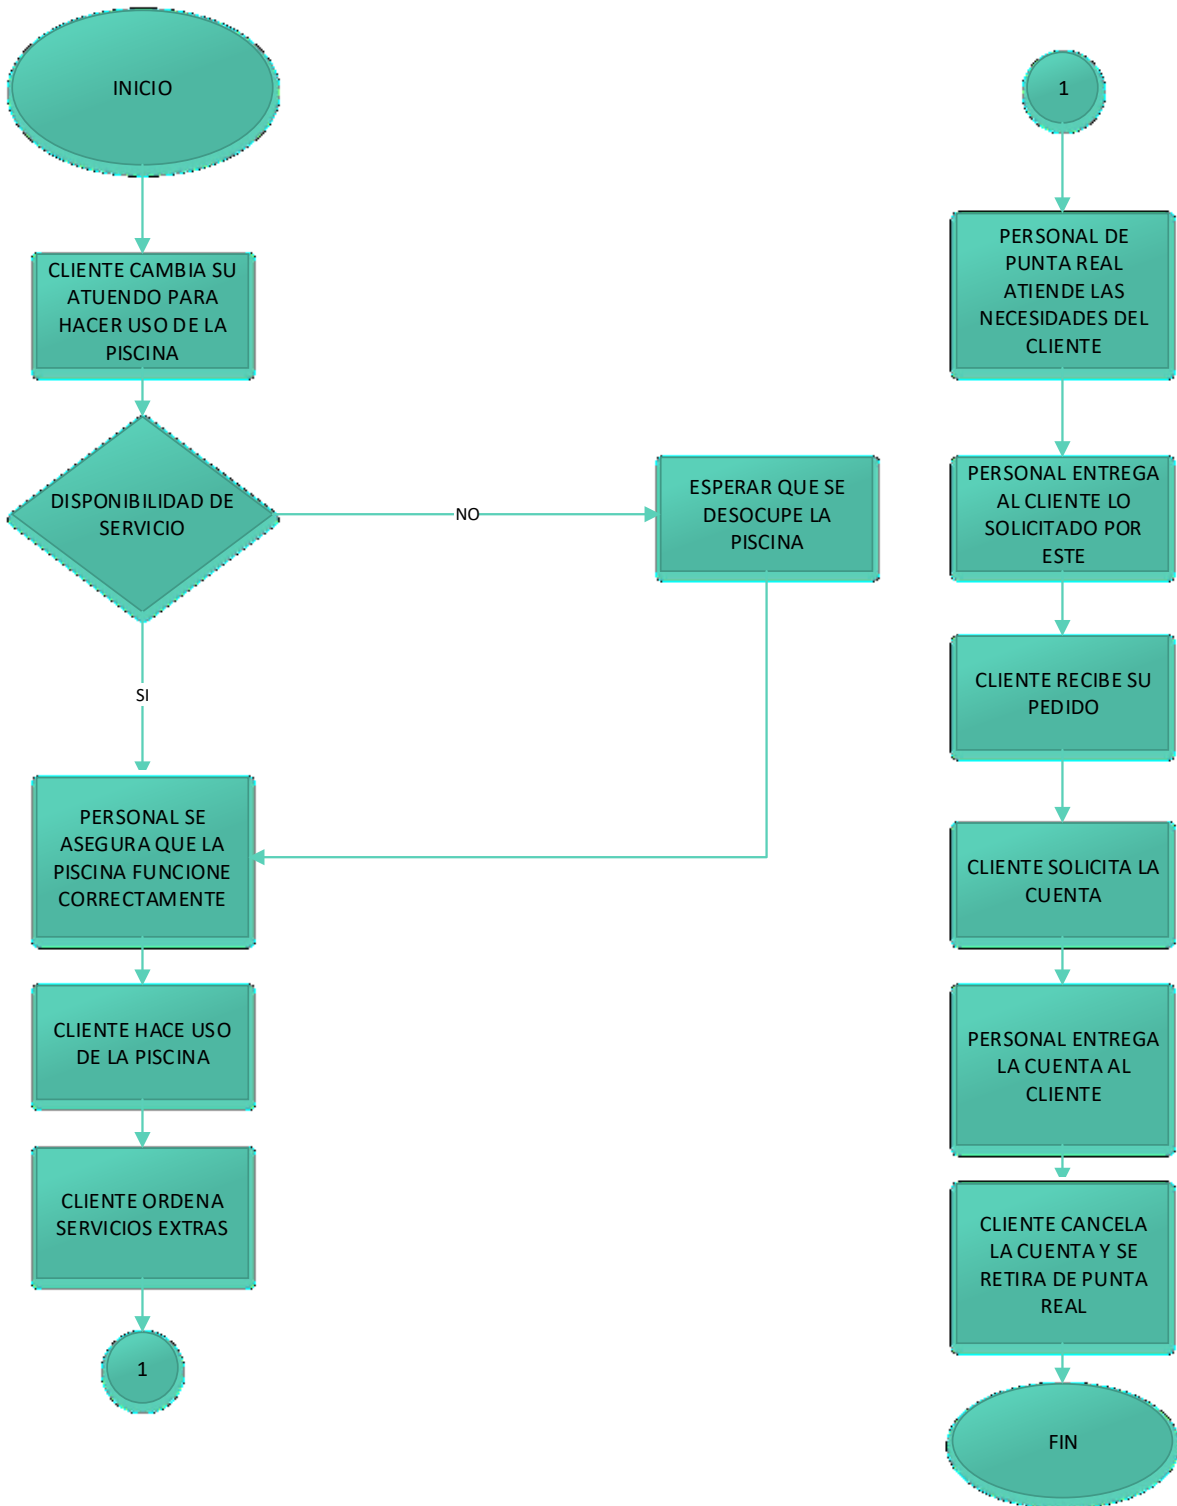 INICIO
CLIENTE CAMBIA SU
ATUENDO PARA
HACER USO DE LA
PISCINA
DISPONIBILIDAD DE
SERVICIO
NO
ESPERAR QUE SE
DESOCUPE LA
PISCINA
SI
PERSONAL SE
ASEGURA QUE LA
PISCINA FUNCIONE
CORRECTAMENTE
CLIENTE HACE USO
DE LA PISCINA
CLIENTE ORDENA
SERVICIOS EXTRAS
1
1
PERSONAL DE
PUNTA REAL
ATIENDE LAS
NECESIDADES DEL
CLIENTE
PERSONAL ENTREGA
AL CLIENTE LO
SOLICITADO POR
ESTE
CLIENTE RECIBE SU
PEDIDO
CLIENTE SOLICITA LA
CUENTA
PERSONAL ENTREGA
LA CUENTA AL
CLIENTE
CLIENTE CANCELA
LA CUENTA Y SE
RETIRA DE PUNTA
REAL
FIN